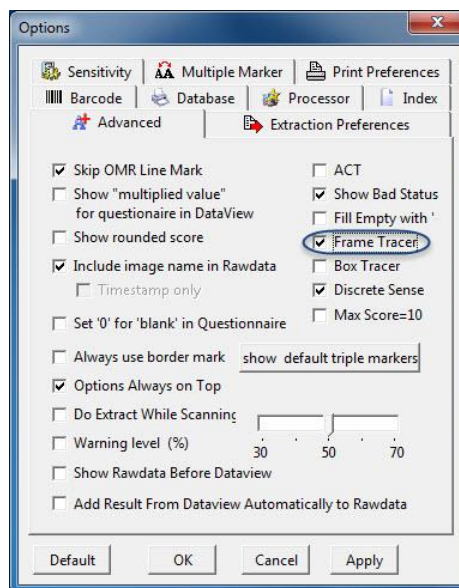 Options
X
Sensitivity
Multiple Marker
Print Preferences
Barcode
Database
Processor
Index
Advanced
Extraction Preferences
Skip OMR Line Mark
Show "multiplied value"
for questionaire in DataView
Show rounded score
Include image name in Rawdata
Timestamp only
Set '0' for 'blank' in Questionnaire
Always use border mark
show default triple markers
Options Always on Top
Do Extract While Scanning
Warning level (%)
30 50 70
Show Rawdata Before Dataview
Add Result From Dataview Automatically to Rawdata
ACT
Show Bad Status
Fill Empty with '
Frame Tracer
Box Tracer
Discrete Sense
Max Score=10
Default
OK
Cancel
Apply